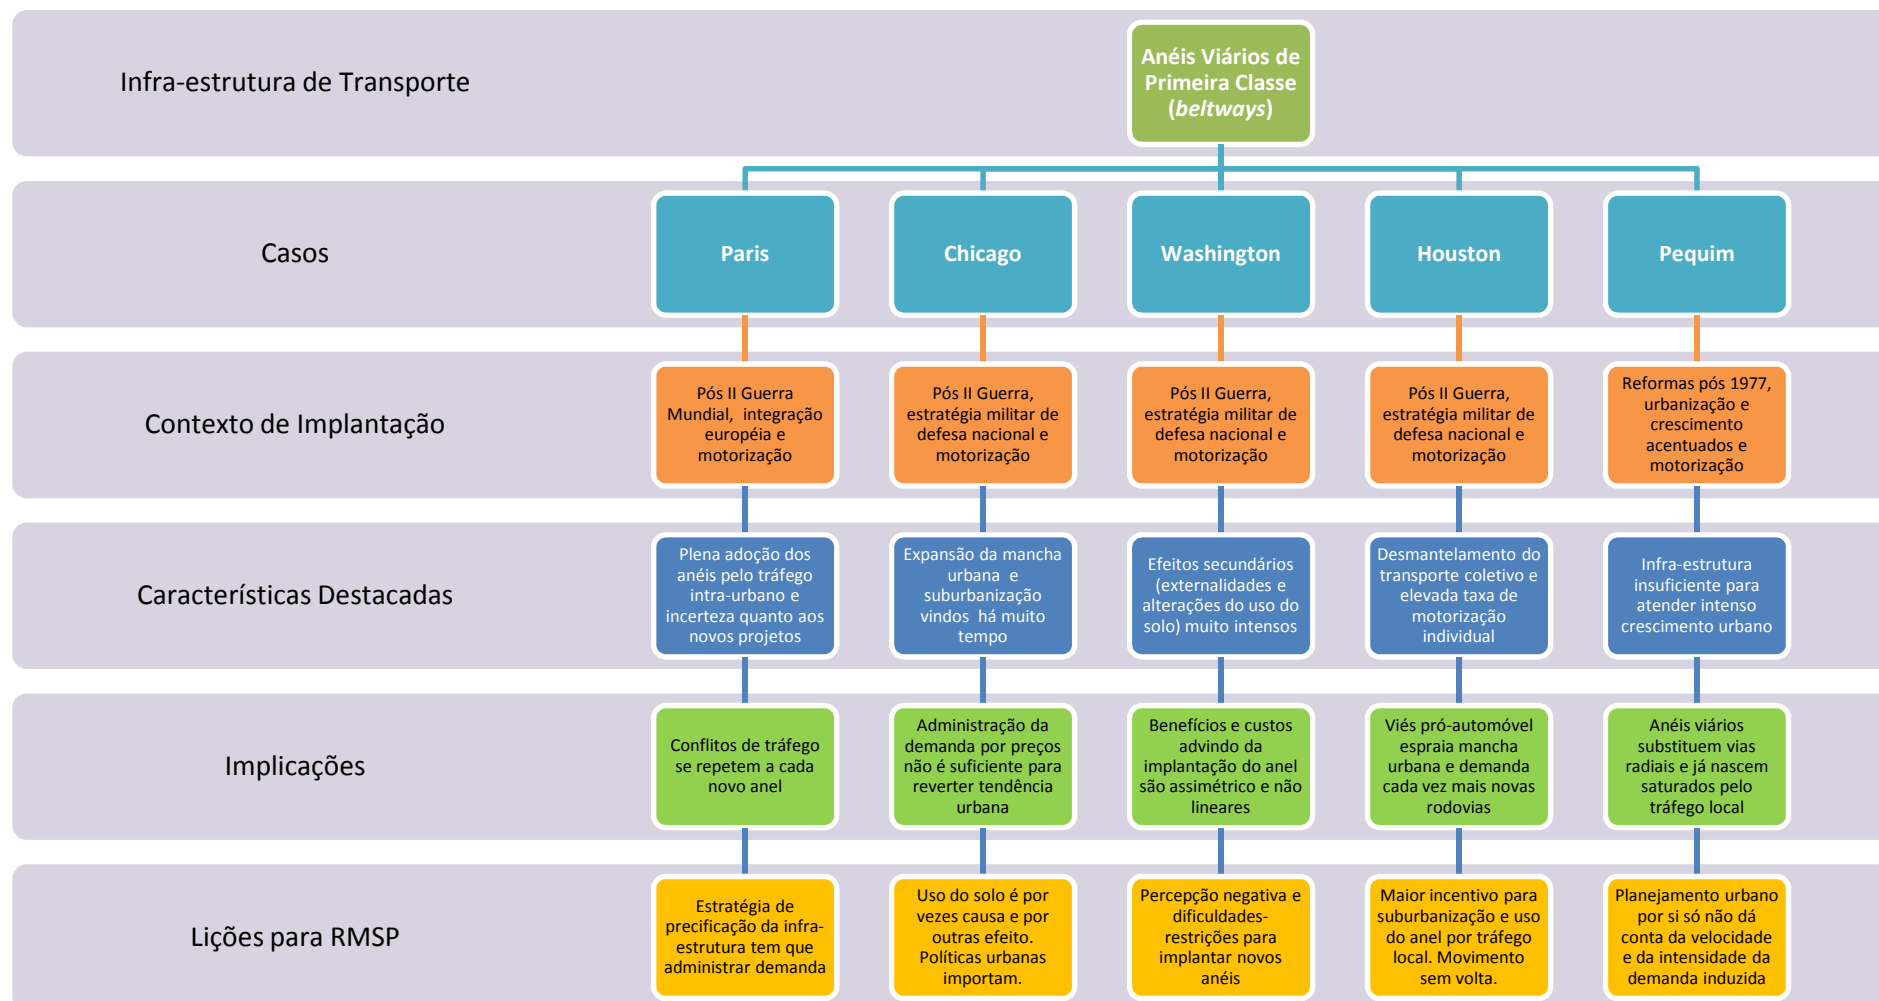 Infra-estrutura de Transporte
Anéis Viários de
Primeira Classe
(beltways)
Casos
Paris
Chicago
Washington
Houston
Pequim
Contexto de Implantação
Pós II Guerra
Mundial, integração
européia e
motorização
Pós II Guerra,
estratégia militar de
defesa nacional e
motorização
Pós II Guerra,
estratégia militar de
defesa nacional e
motorização
Pós II Guerra,
estratégia militar de
defesa nacional e
motorização
Reformas pós 1977,
urbanização e
crescimento
acentuados e
motorização
Características Destacadas
Plena adoção dos
anéis pelo tráfego
intra-urbano e
incerteza quanto aos
novos projetos
Expansão da mancha
urbana e
suburbanização
vindos há muito
tempo
Efeitos secundários
(externalidades e
alterações do uso do
solo) muito intensos
Desmantelamento do
transporte coletivo e
elevada taxa de
motorização
individual
Infra-estrutura
insuficiente para
atender intenso
crescimento urbano
Implicações
Conflitos de tráfego
se repetem a cada
novo anel
Administração da
demanda por preços
não é suficiente para
reverter tendência
urbana
Benefícios e custos
advindo da
implantação do anel
são assimétrico e não
lineares
Viés pró-automóvel
espraia mancha
urbana e demanda
cada vez mais novas
rodovias
Anéis viários
substituem vias
radiais e já nascem
saturados pelo
tráfego local
Lições para RMSP
Estratégia de
precificação da infra-
estrutura tem que
administrar demanda
Uso do solo é por
vezes causa e por
outras efeito.
Políticas urbanas
importam.
Percepção negativa e
dificuldades-
restrições para
implantar novos
anéis
Maior incentivo para
suburbanização e uso
do anel por tráfego
local. Movimento
sem volta.
Planejamento urbano
por si só não dá
conta da velocidade
e da intensidade da
demanda induzida